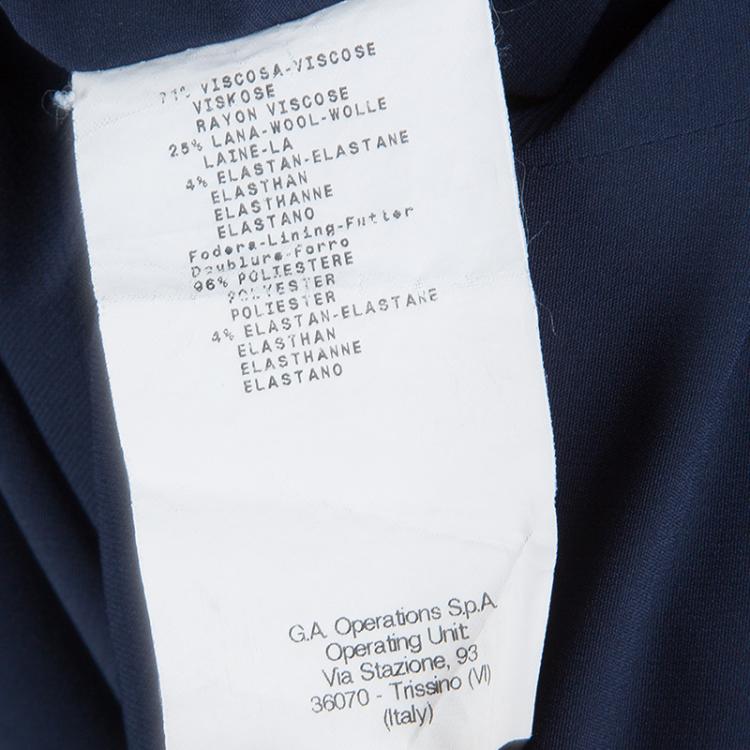 71% VISCOSA-VISCOSE
VISKOSE
RAYON VISCOSE
25% LANA-WOOL-WOLLE
LAINE-LA
4% ELASTAN-ELASTANE
ELASTHAN
ELASTHANNE
ELASTANO
Fodera-Lining-Futter
Doublure-Forro
96% POLIESTERE
POLYESTER
POLIESTER
4% ELASTAN-ELASTANE
ELASTHAN
ELASTHANNE
ELASTANO
G.A. Operations S.p.A.
Operating Unit:
Via Stazione, 93
36070 - Trissino (VI)
(Italy)